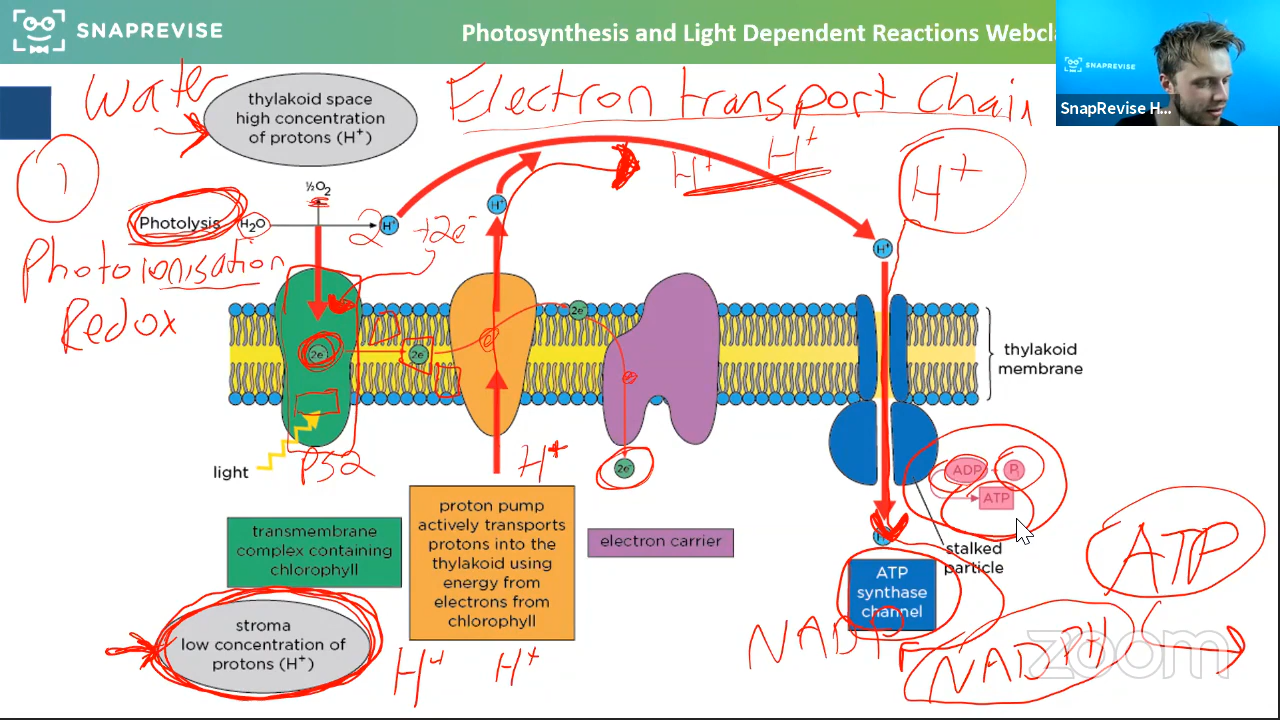 SNAPREVISE
Photosynthesis and Light Dependent Reactions Webcla
SNAPREVISE
SnapRevise H...
Water
Electron transport Chain
thylakoid space
high concentration
of protons (H⁺)
1
H⁺ H⁺
H⁺
½O₂
H⁺
Photolysis H₂O 2 H⁺ +2e⁻
H⁺
Photoionisation
Redox
2e⁻
2e⁻ 2e⁻
thylakoid
membrane
light
PS2
H⁺
2e⁻
ADP Pᵢ
ATP
H⁺
stalked
particle
ATP
transmembrane
complex containing
chlorophyll
proton pump
actively transports
protons into the
thylakoid using
energy from
electrons from
chlorophyll
electron carrier
ATP
synthase
channel
stroma
low concentration of
protons (H⁺)
H⁺ H⁺
NADP
NADPH
zoom